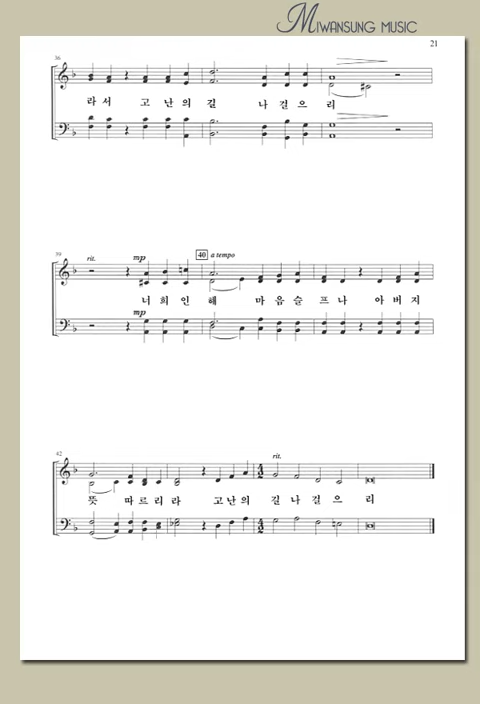 MIWANSUNG MUSIC
21
36
라서 고난의 길 나 걸으 리
39
rit. mp 40 a tempo
너희 인 해 마음슬 프나 아버지
mp
42
rit.
뜻 따르리라 고난의 길나 걸으 리